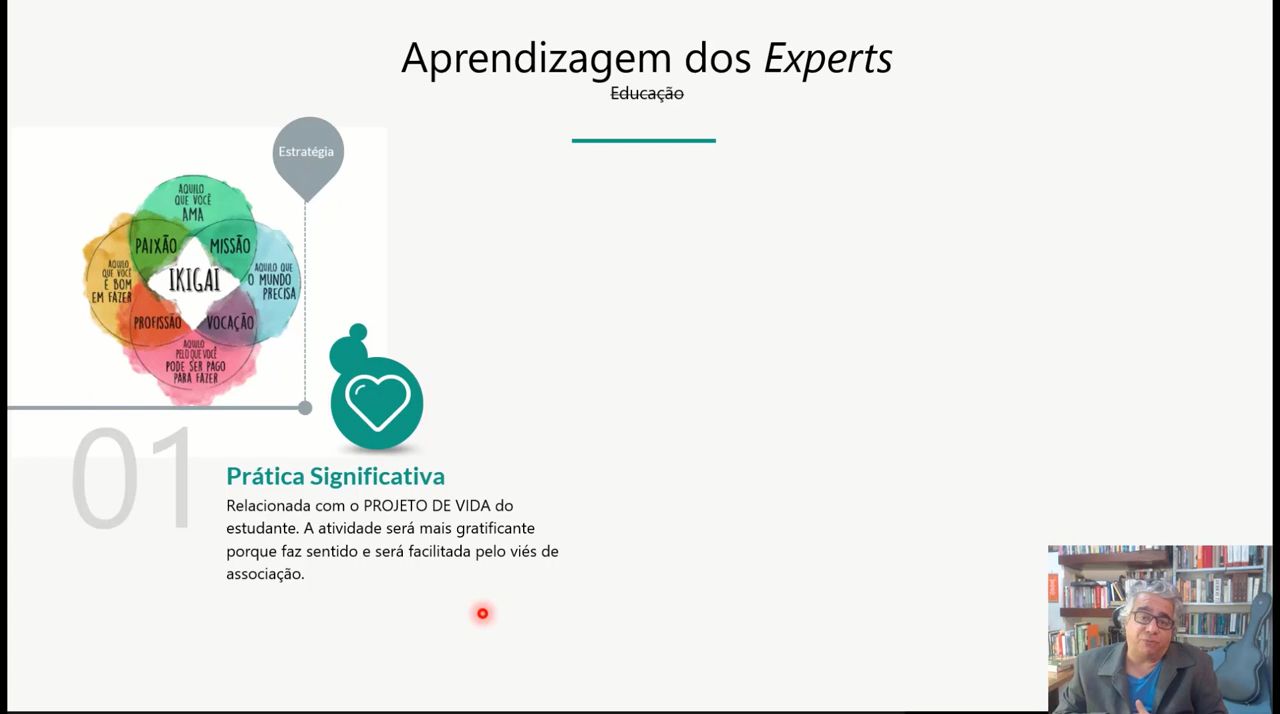 Aprendizagem dos Experts
Educação
Estratégia
AQUILO
QUE VOCÊ
AMA
PAIXÃO
MISSÃO
AQUILO
QUE VOCÊ
É BOM
EM FAZER
IKIGAI
AQUILO QUE
O MUNDO
PRECISA
PROFISSÃO
VOCAÇÃO
AQUILO
PELO QUE VOCÊ
PODE SER PAGO
PARA FAZER
01
Prática Significativa
Relacionada com o PROJETO DE VIDA do
estudante. A atividade será mais gratificante
porque faz sentido e será facilitada pelo viés de
associação.